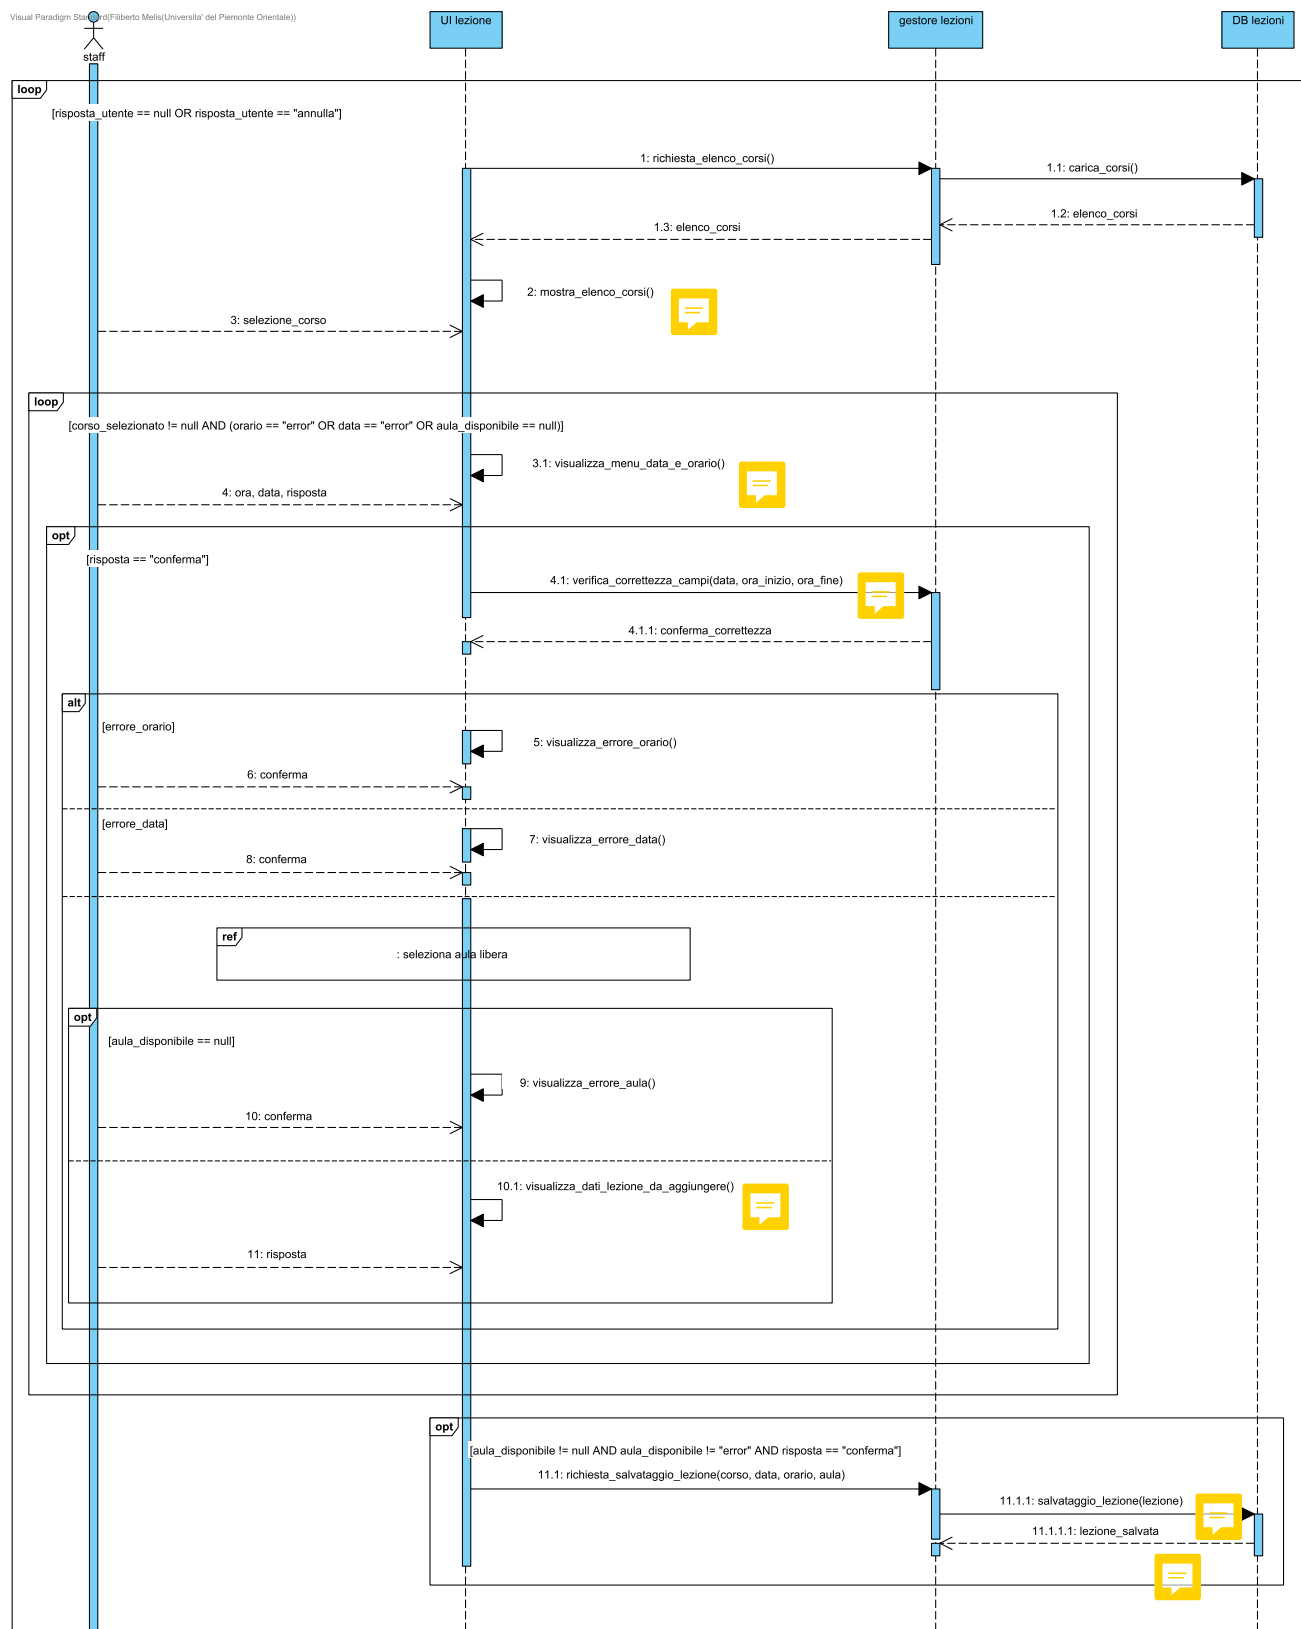 Visual Paradigm Standard(Filiberto Melis(Universita' del Piemonte Orientale))
UI lezione
gestore lezioni
DB lezioni
staff
loop
[risposta_utente == null OR risposta_utente == "annulla"]
1: richiesta_elenco_corsi()
1.1: carica_corsi()
1.2: elenco_corsi
1.3: elenco_corsi
2: mostra_elenco_corsi()
3: selezione_corso
loop
[corso_selezionato != null AND (orario == "error" OR data == "error" OR aula_disponibile == null)]
3.1: visualizza_menu_data_e_orario()
4: ora, data, risposta
opt
[risposta == "conferma"]
4.1: verifica_correttezza_campi(data, ora_inizio, ora_fine)
4.1.1: conferma_correttezza
alt
[errore_orario]
5: visualizza_errore_orario()
6: conferma
[errore_data]
7: visualizza_errore_data()
8: conferma
ref
: seleziona aula libera
opt
[aula_disponibile == null]
9: visualizza_errore_aula()
10: conferma
10.1: visualizza_dati_lezione_da_aggiungere()
11: risposta
opt
[aula_disponibile != null AND aula_disponibile != "error" AND risposta == "conferma"]
11.1: richiesta_salvataggio_lezione(corso, data, orario, aula)
11.1.1: salvataggio_lezione(lezione)
11.1.1.1: lezione_salvata